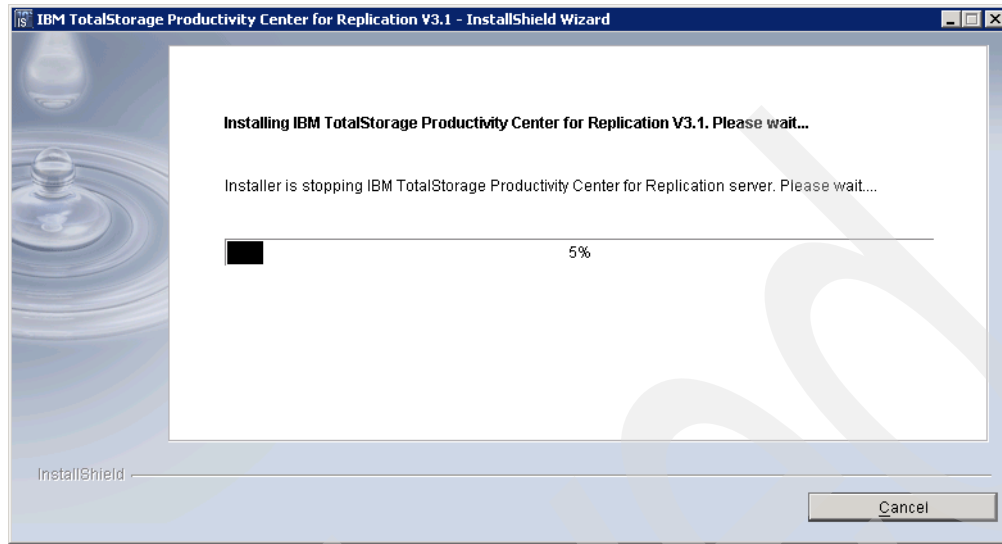 IBM TotalStorage Productivity Center for Replication V3.1 - InstallShield Wizard
Installing IBM TotalStorage Productivity Center for Replication V3.1. Please wait...
Installer is stopping IBM TotalStorage Productivity Center for Replication server. Please wait....
5%
InstallShield
Cancel